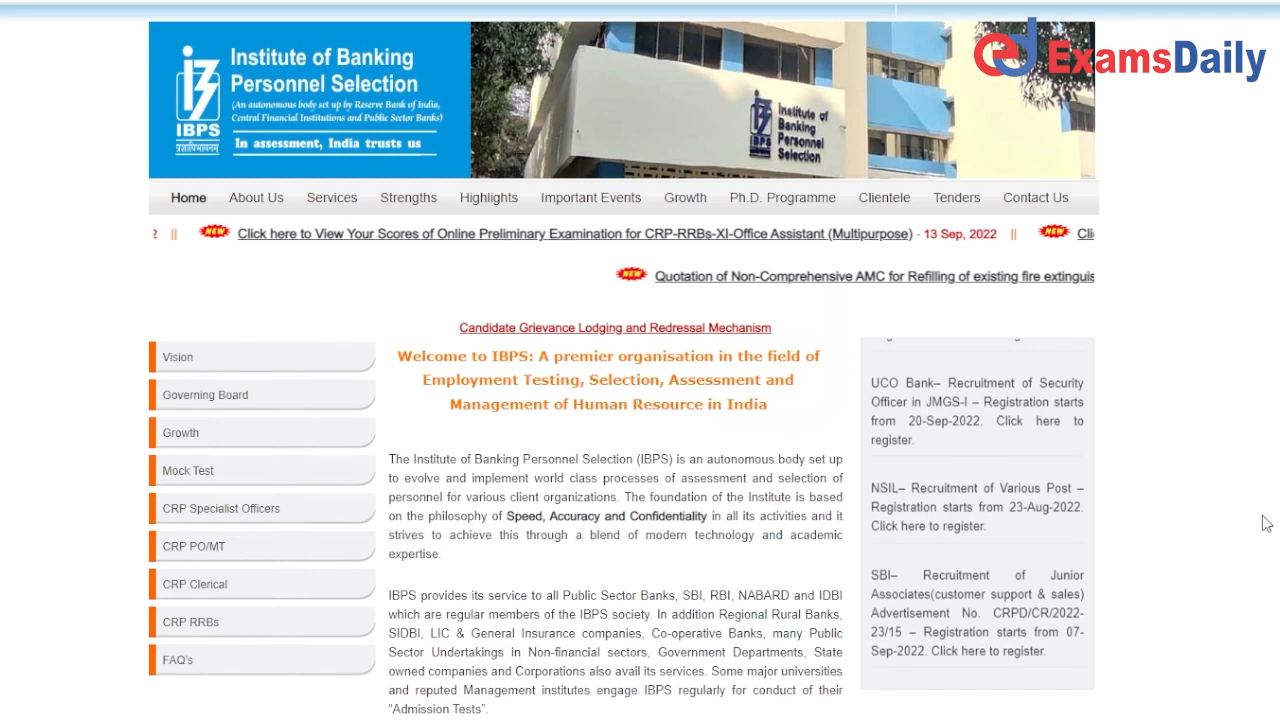 ExamsDaily
Institute of Banking
Personnel Selection
(An autonomous body set up by Reserve Bank of India,
Central Financial Institutions and Public Sector Banks)
IBPS
In assessment, India trusts us
Institute of
Banking
Personnel
Selection
IBPS
Home About Us Services Strengths Highlights Important Events Growth Ph.D. Programme Clientele Tenders Contact Us
2 || NEW Click here to View Your Scores of Online Preliminary Examination for CRP-RRBs-XI-Office Assistant (Multipurpose) - 13 Sep, 2022 || NEW Cli
NEW Quotation of Non-Comprehensive AMC for Refilling of existing fire extinguis
Candidate Grievance Lodging and Redressal Mechanism
Vision
Governing Board
Growth
Mock Test
CRP Specialist Officers
CRP PO/MT
CRP Clerical
CRP RRBs
FAQ's
Welcome to IBPS: A premier organisation in the field of
Employment Testing, Selection, Assessment and
Management of Human Resource in India
The Institute of Banking Personnel Selection (IBPS) is an autonomous body set up
to evolve and implement world class processes of assessment and selection of
personnel for various client organizations. The foundation of the Institute is based
on the philosophy of Speed, Accuracy and Confidentiality in all its activities and it
strives to achieve this through a blend of modern technology and academic
expertise.
IBPS provides its service to all Public Sector Banks, SBI, RBI, NABARD and IDBI
which are regular members of the IBPS society. In addition Regional Rural Banks,
SIDBI, LIC & General Insurance companies, Co-operative Banks, many Public
Sector Undertakings in Non-financial sectors, Government Departments, State
owned companies and Corporations also avail its services. Some major universities
and reputed Management institutes engage IBPS regularly for conduct of their
“Admission Tests”.
UCO Bank– Recruitment of Security
Officer in JMGS-I – Registration starts
from 20-Sep-2022. Click here to
register.
NSIL– Recruitment of Various Post –
Registration starts from 23-Aug-2022.
Click here to register.
SBI– Recruitment of Junior
Associates(customer support & sales)
Advertisement No. CRPD/CR/2022-
23/15 – Registration starts from 07-
Sep-2022. Click here to register.